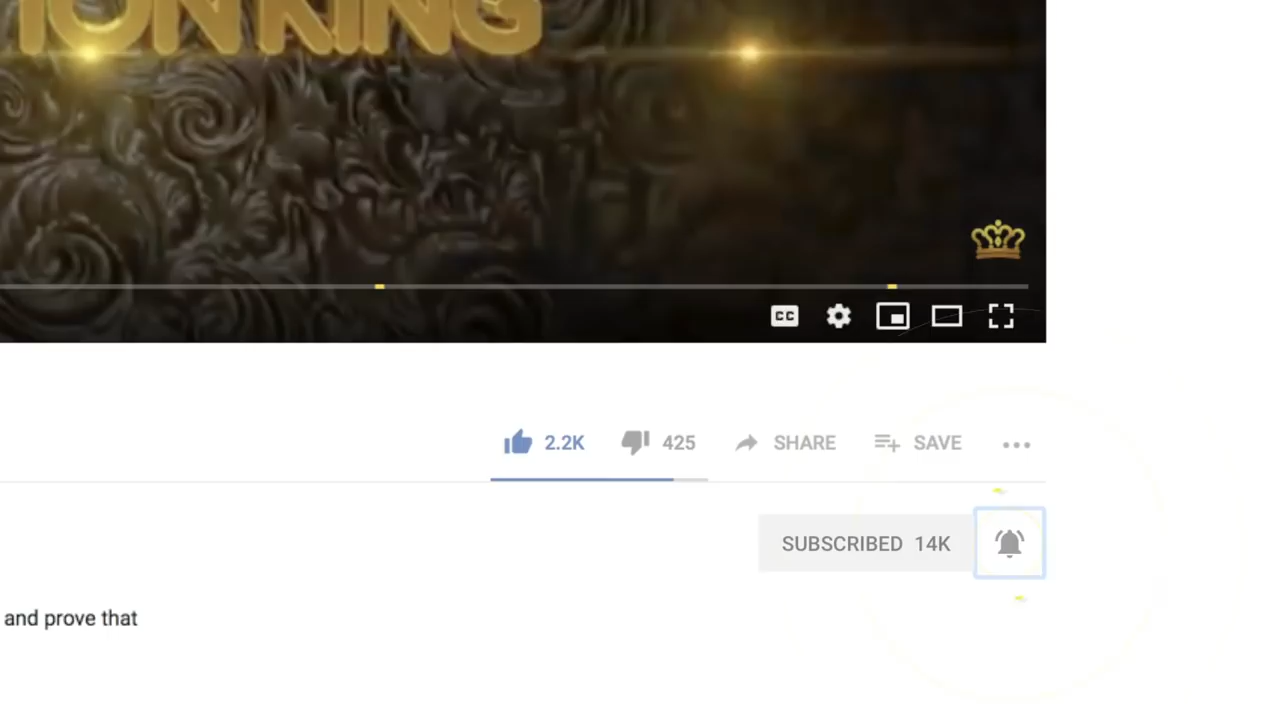 ION KING
CC
2.2K 425 SHARE SAVE
SUBSCRIBED 14K
and prove that